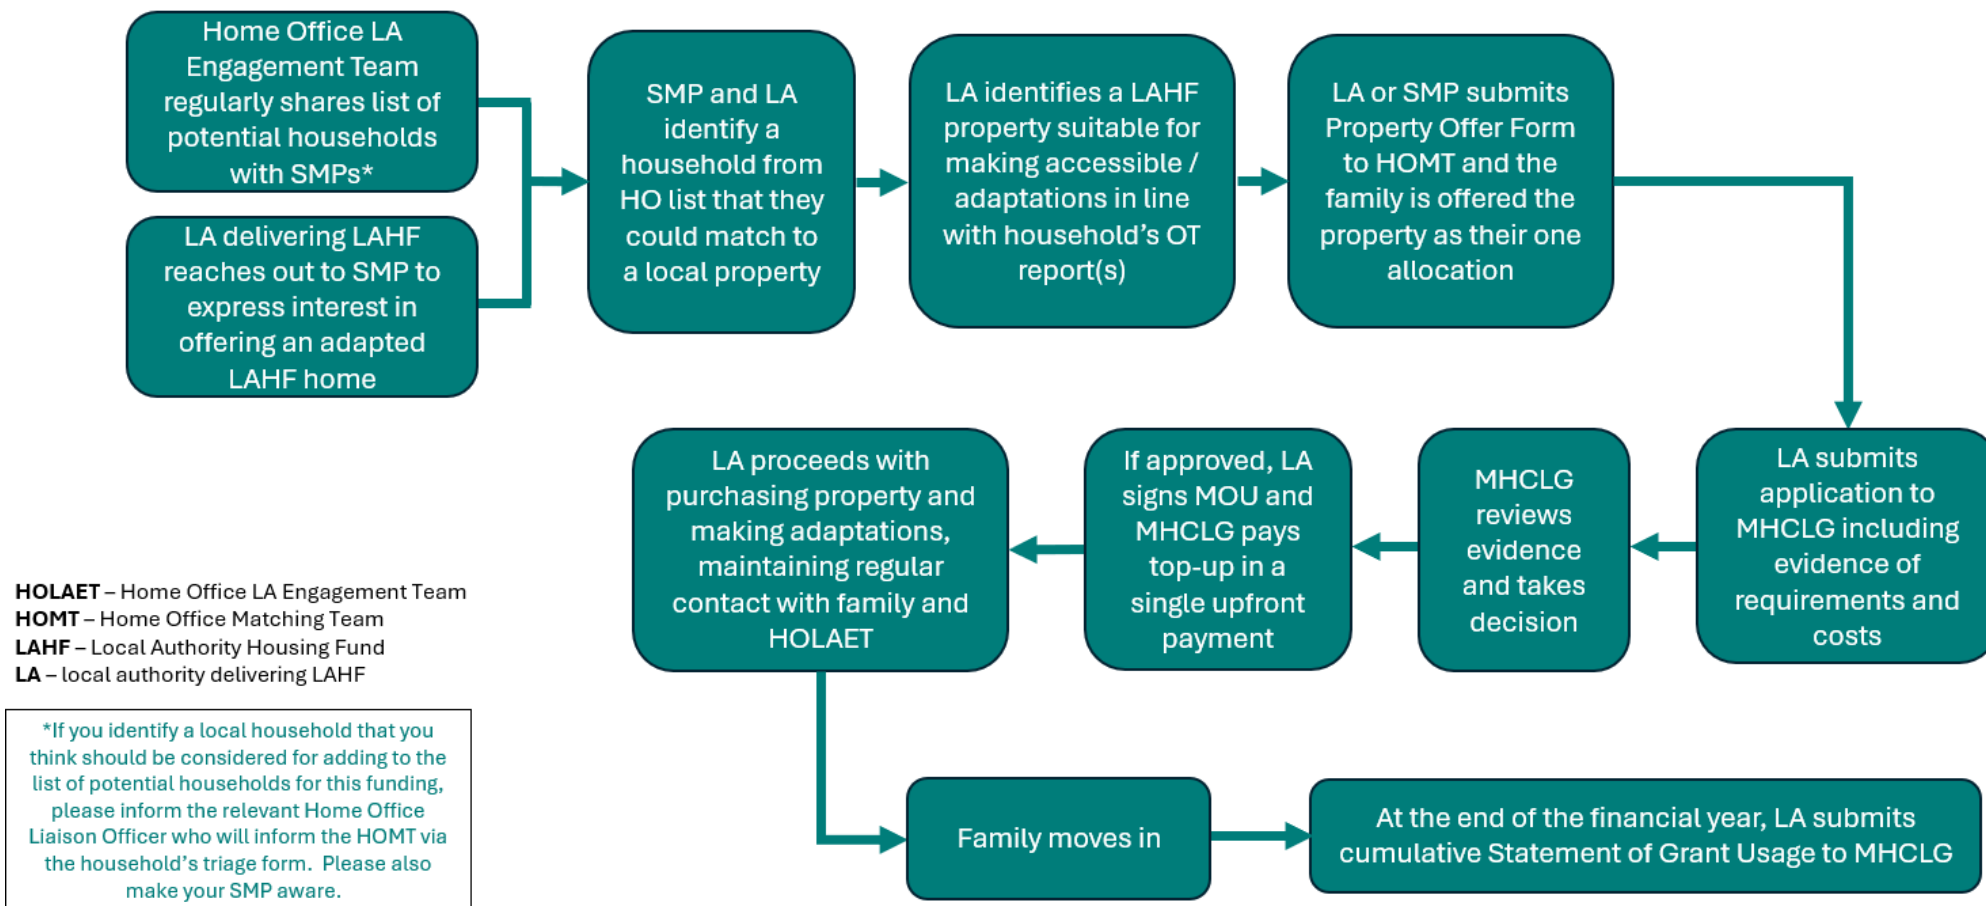 Home Office LA
Engagement Team
regularly shares list of
potential households
with SMPs*
LA delivering LAHF
reaches out to SMP to
express interest in
offering an adapted
LAHF home
SMP and LA
identify a
household from
HO list that they
could match to
a local property
LA identifies a LAHF
property suitable for
making accessible /
adaptations in line
with household’s OT
report(s)
LA or SMP submits
Property Offer Form
to HOMT and the
family is offered the
property as their one
allocation
LA submits
application to
MHCLG including
evidence of
requirements and
costs
MHCLG
reviews
evidence
and takes
decision
If approved, LA
signs MOU and
MHCLG pays
top-up in a
single upfront
payment
LA proceeds with
purchasing property and
making adaptations,
maintaining regular
contact with family and
HOLAET
Family moves in
At the end of the financial year, LA submits
cumulative Statement of Grant Usage to MHCLG
HOLAET – Home Office LA Engagement Team
HOMT – Home Office Matching Team
LAHF – Local Authority Housing Fund
LA – local authority delivering LAHF
*If you identify a local household that you
think should be considered for adding to the
list of potential households for this funding,
please inform the relevant Home Office
Liaison Officer who will inform the HOMT via
the household’s triage form.  Please also
make your SMP aware.